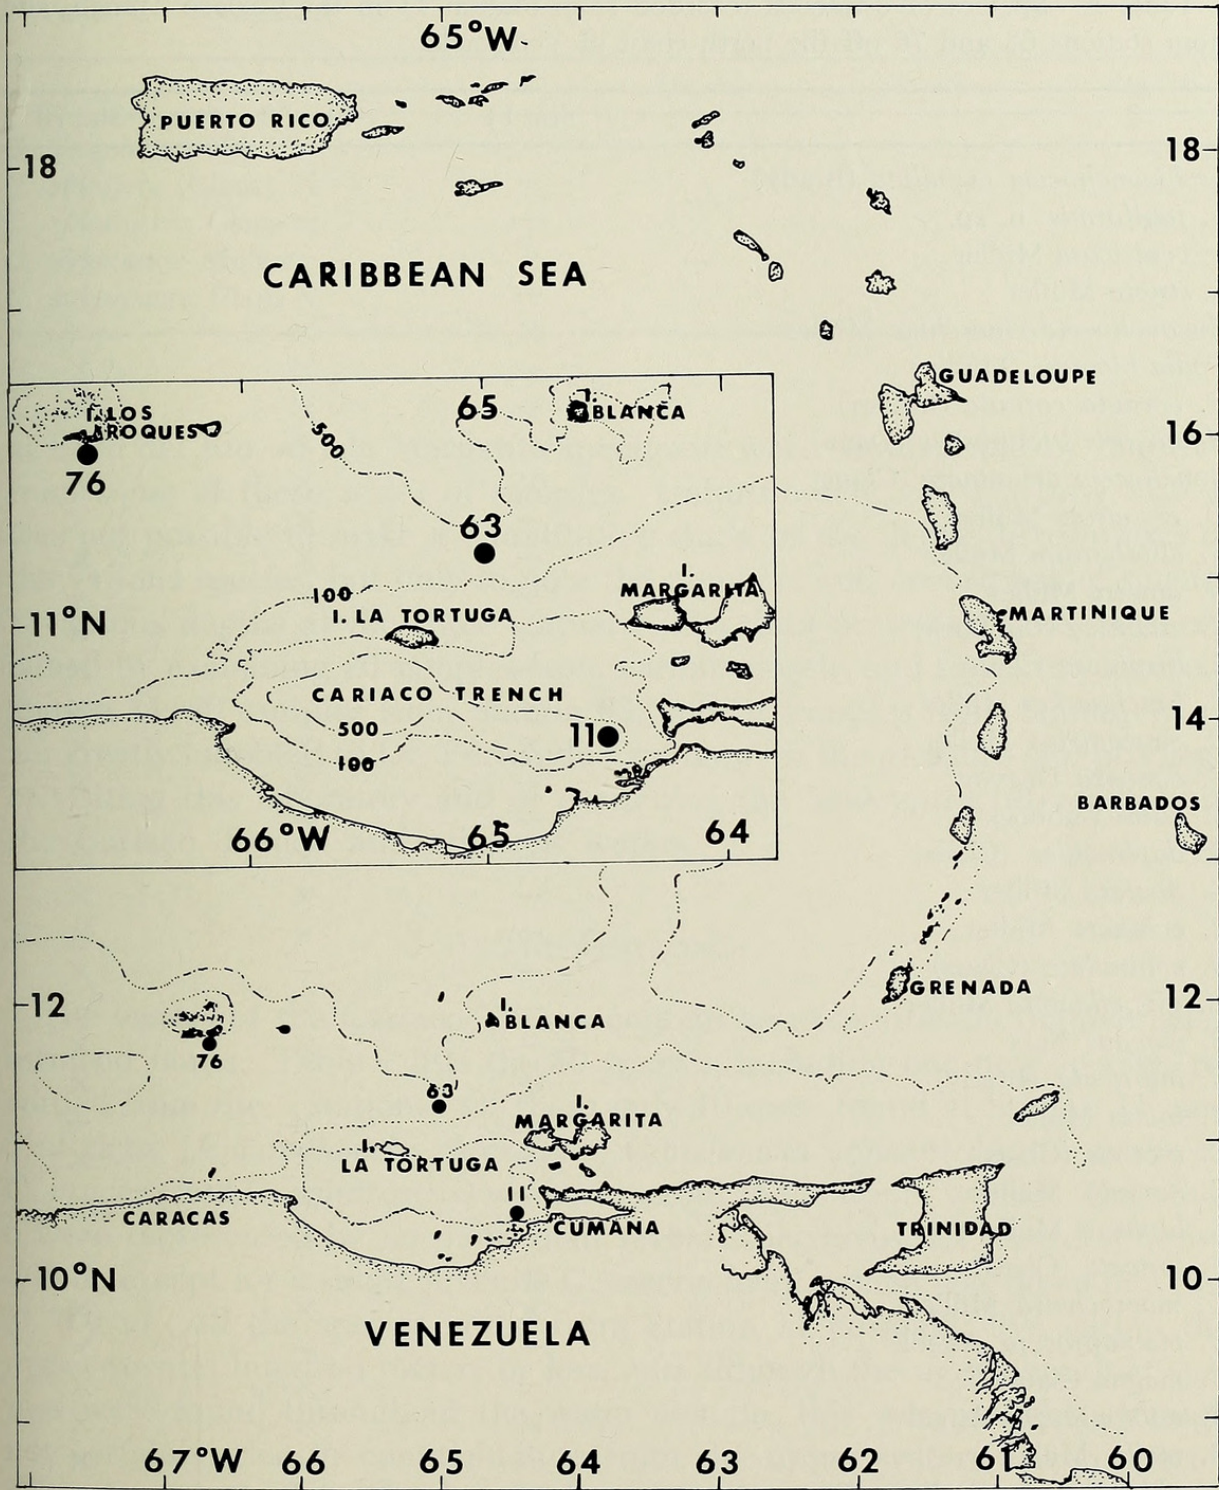 65°W
PUERTO RICO
18
18
CARIBBEAN SEA
GUADELOUPE
I. LOS
ROQUES
65
I.
BLANCA
500
16
76
63
100
I.
MARGARITA
MARTINIQUE
11°N
I. LA TORTUGA
CARIACO TRENCH
14
500
11
100
BARBADOS
66°W
65
64
GRENADA
12
12
I.
BLANCA
76
63
I.
MARGARITA
I.
LA TORTUGA
11
CARACAS
CUMANA
TRINIDAD
10°N
10
VENEZUELA
67°W 66 65 64 63 62 61 60